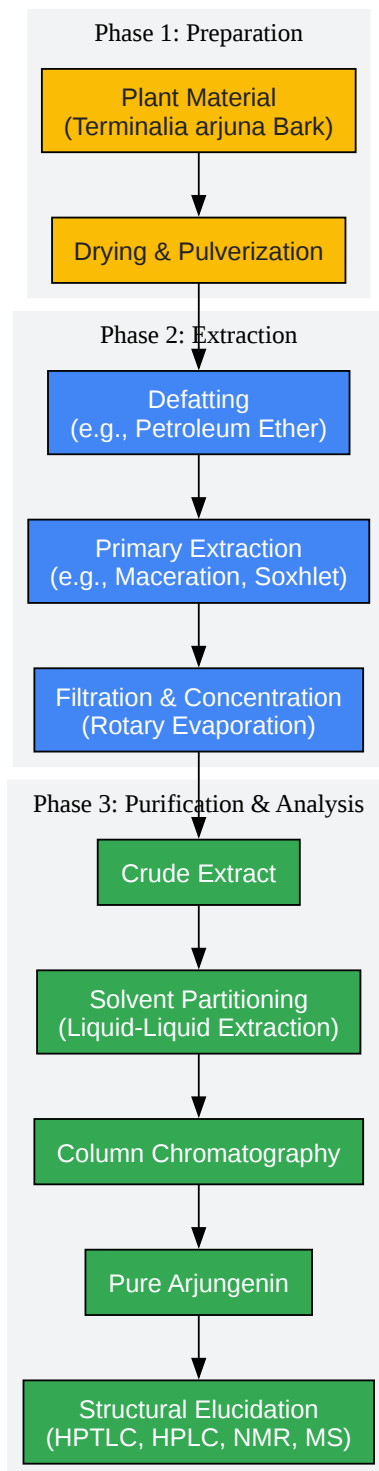 Phase 1: Preparation
Plant Material
(Terminalia arjuna Bark)
Drying & Pulverization
Phase 2: Extraction
Defatting
(e.g., Petroleum Ether)
Primary Extraction
(e.g., Maceration, Soxhlet)
Filtration & Concentration
(Rotary Evaporation)
Phase 3: Purification & Analysis
Crude Extract
Solvent Partitioning
(Liquid-Liquid Extraction)
Column Chromatography
Pure Arjungenin
Structural Elucidation
(HPTLC, HPLC, NMR, MS)